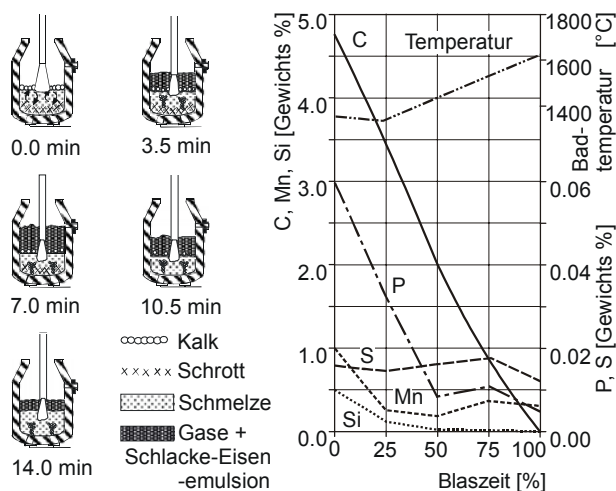 0.0 min
3.5 min
7.0 min
10.5 min
14.0 min
Kalk
Schrott
Schmelze
Gase +
Schlacke-Eisen
-emulsion
C, Mn, Si [Gewichts %]
5.0
4.0
3.0
2.0
1.0
0.0
C
Temperatur
P
S
Mn
Si
1800
1600
1400
[°C]
Bad-
temperatur
0.06
0.04
0.02
0.00
P, S [Gewichts %]
0 25 50 75 100
Blaszeit [%]